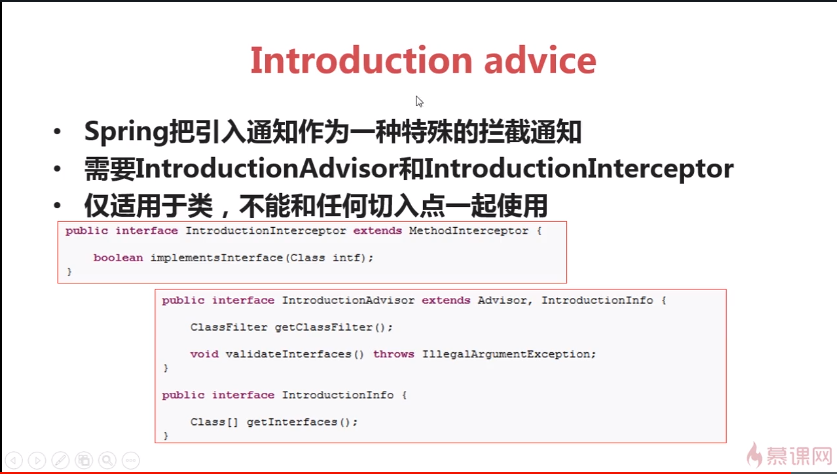 Introduction advice
• Spring把引入通知作为一种特殊的拦截通知
• 需要IntroductionAdvisor和IntroductionInterceptor
• 仅适用于类，不能和任何切入点一起使用
public interface IntroductionInterceptor extends MethodInterceptor {
boolean implementsInterface(Class intf);
}
public interface IntroductionAdvisor extends Advisor, IntroductionInfo {
ClassFilter getClassFilter();
void validateInterfaces() throws IllegalArgumentException;
}
public interface IntroductionInfo {
Class[] getInterfaces();
}
慕课网